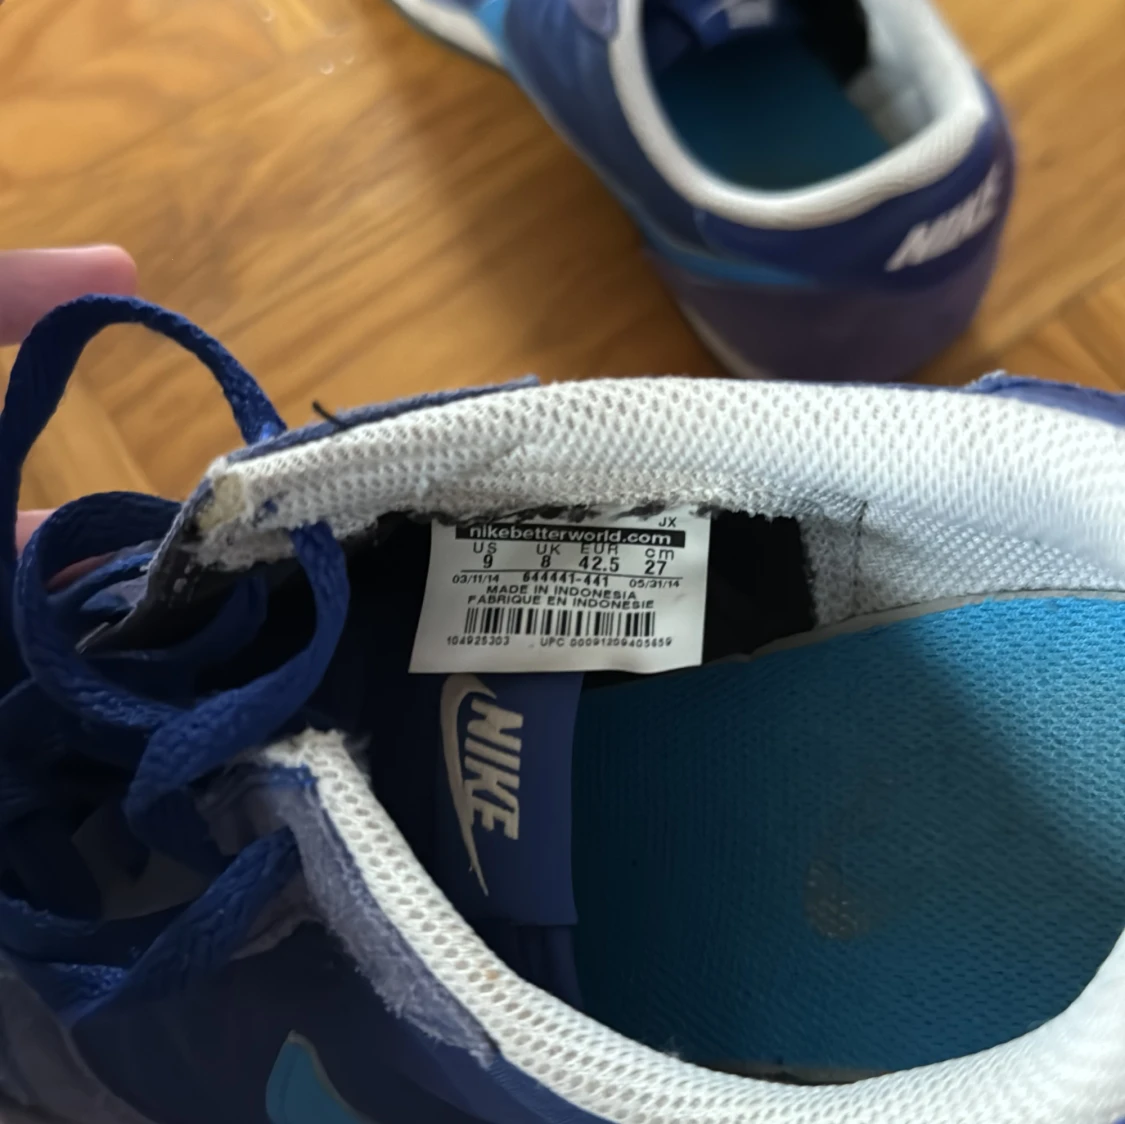 NIKE
JX
nikebetterworld.com
US UK EUR cm
9 8 42.5 27
03/11/14 644441-441 05/31/14
MADE IN INDONESIA
FABRIQUE EN INDONESIE
104925303 UPC 00091209405659
NIKE